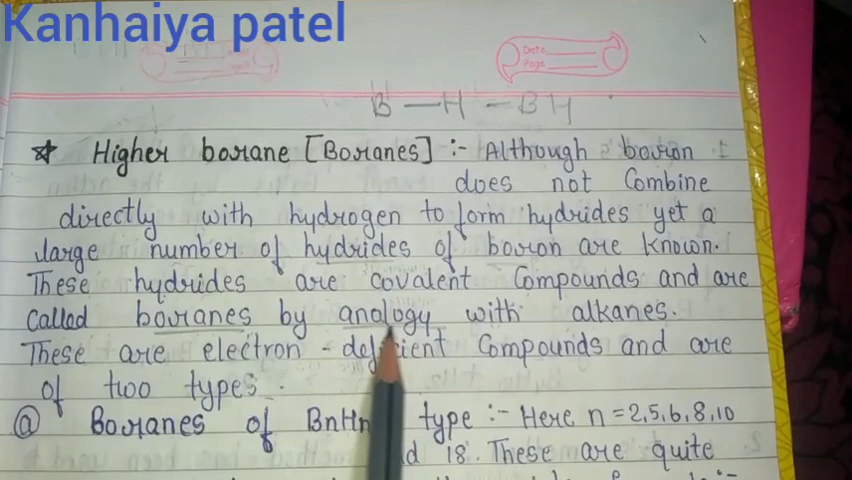 Kanhaiya patel
Date
Page
B — H – BH
☆ Higher borane [Boranes] :- Although boron
does not Combine
directly with hydrogen to form hydrides yet a
large number of hydrides of boron are known.
These hydrides are covalent Compounds and are
Called boranes by anology with alkanes.
These are electron - deficient Compounds and are
of two types.
ⓐ Boranes of BnHn type :- Here n = 2,5,6,8,10
18. These are quite